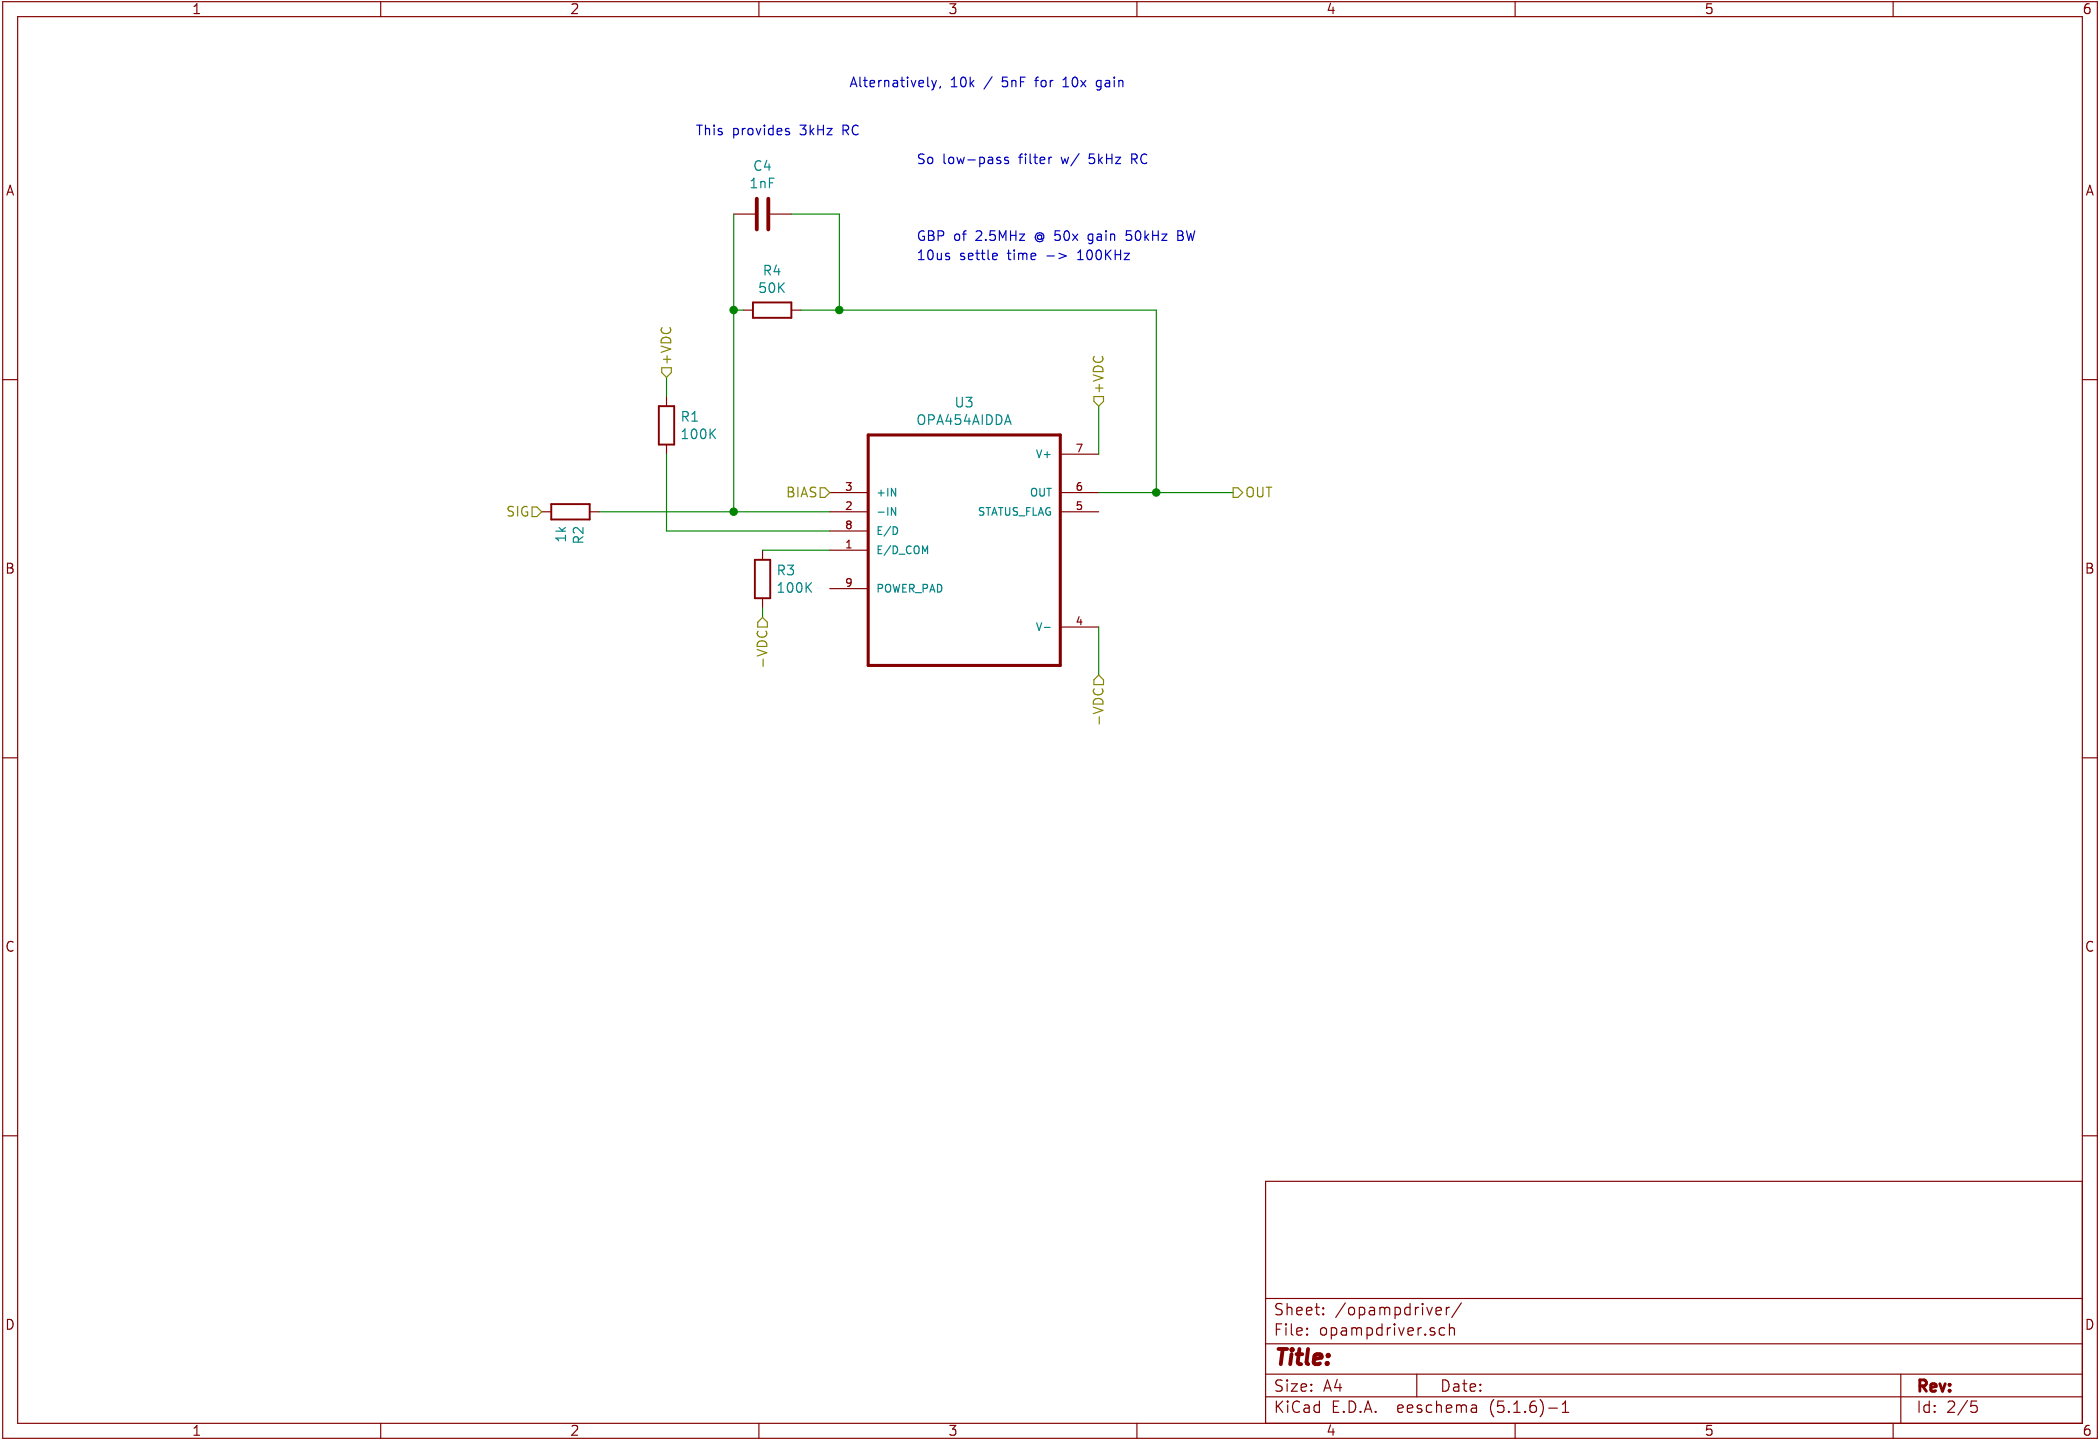 1 2 3 4 5 6
Alternatively, 10k / 5nF for 10x gain
This provides 3kHz RC
So low-pass filter w/ 5kHz RC
C4
1nF
A A
GBP of 2.5MHz @ 50x gain 50kHz BW
10us settle time -> 100KHz
R4
50K
+VDC
+VDC
R1
100K
U3
OPA454AIDDA
7
V+
BIAS
3
+IN
6
OUT
OUT
SIG
1k
R2
2
-IN
5
STATUS_FLAG
8
E/D
1
E/D_COM
B B
R3
100K
9
POWER_PAD
4
V-
-VDC
-VDC
C C
Sheet: /opampdriver/
File: opampdriver.sch
D D
Title:
Size: A4
Date:
Rev:
KiCad E.D.A. eeschema (5.1.6)-1
Id: 2/5
1 2 3 4 5 6